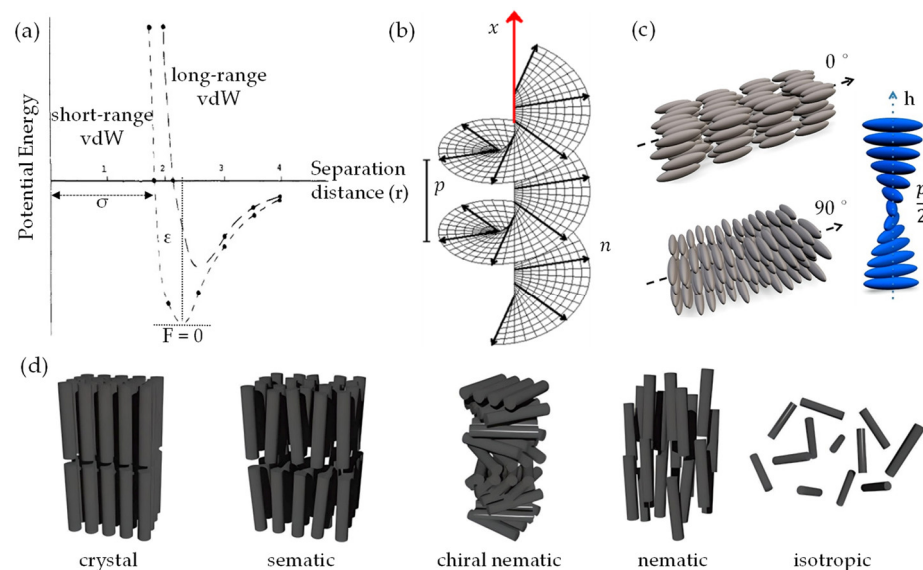 (a)
Potential Energy
short-range
vdW
long-range
vdW
1
2
3
4
Separation
distance (r)
σ
ε
F = 0
(b)
x
p
n
(c)
0 °
90 °
h
p
2
(d)
crystal
sematic
chiral nematic
nematic
isotropic